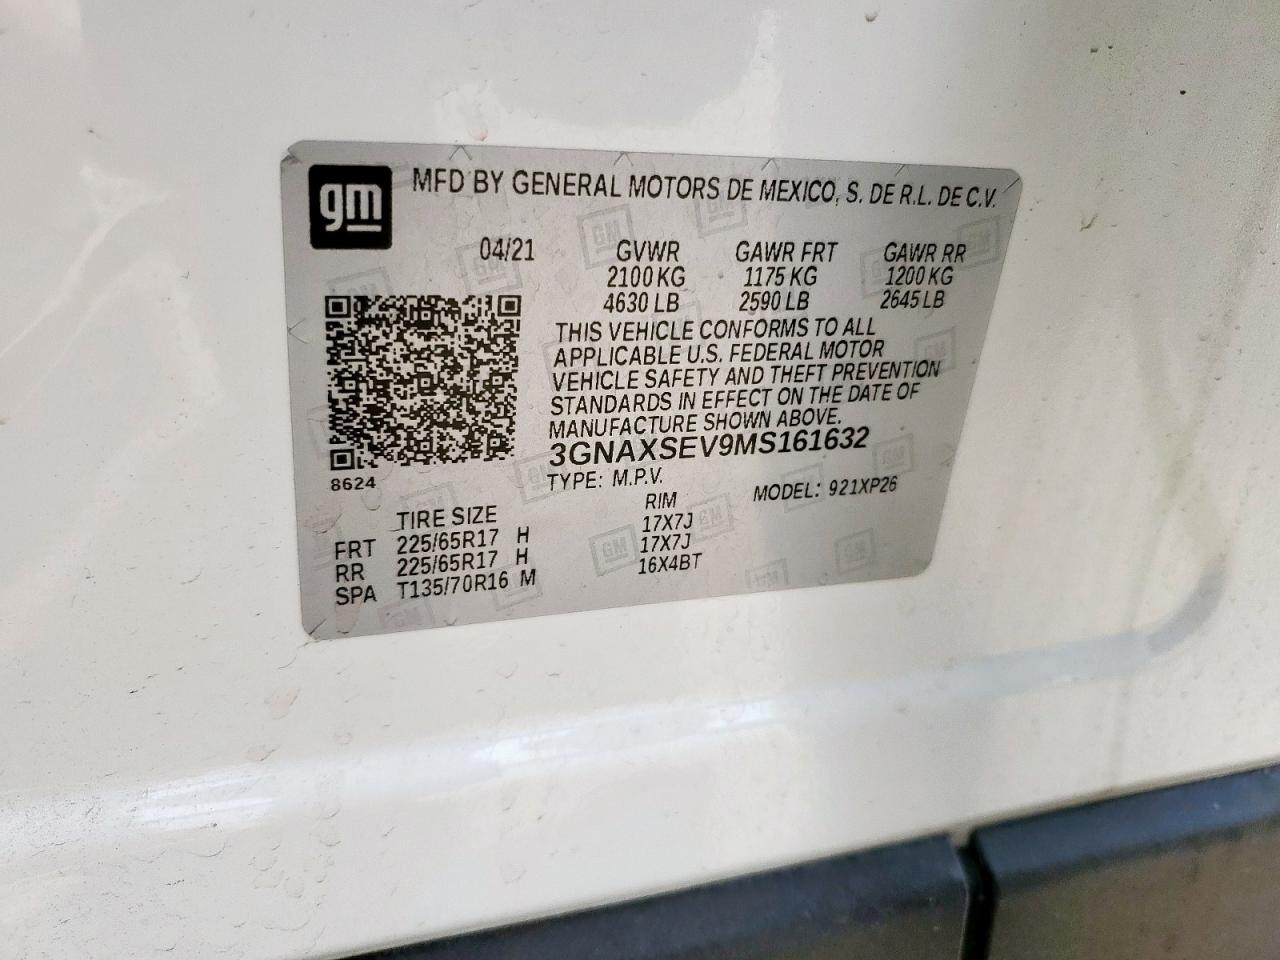 gm
MFD BY GENERAL MOTORS DE MEXICO, S. DE R.L. DE C.V.
04/21 GVWR GAWR FRT GAWR RR
2100 KG 1175 KG 1200 KG
4630 LB 2590 LB 2645 LB
THIS VEHICLE CONFORMS TO ALL
APPLICABLE U.S. FEDERAL MOTOR
VEHICLE SAFETY AND THEFT PREVENTION
STANDARDS IN EFFECT ON THE DATE OF
MANUFACTURE SHOWN ABOVE.
3GNAXSEV9MS161632
8624
TYPE: M.P.V. MODEL: 921XP26
TIRE SIZE RIM
FRT 225/65R17 H 17X7J
RR 225/65R17 H 17X7J
SPA T135/70R16 M 16X4BT